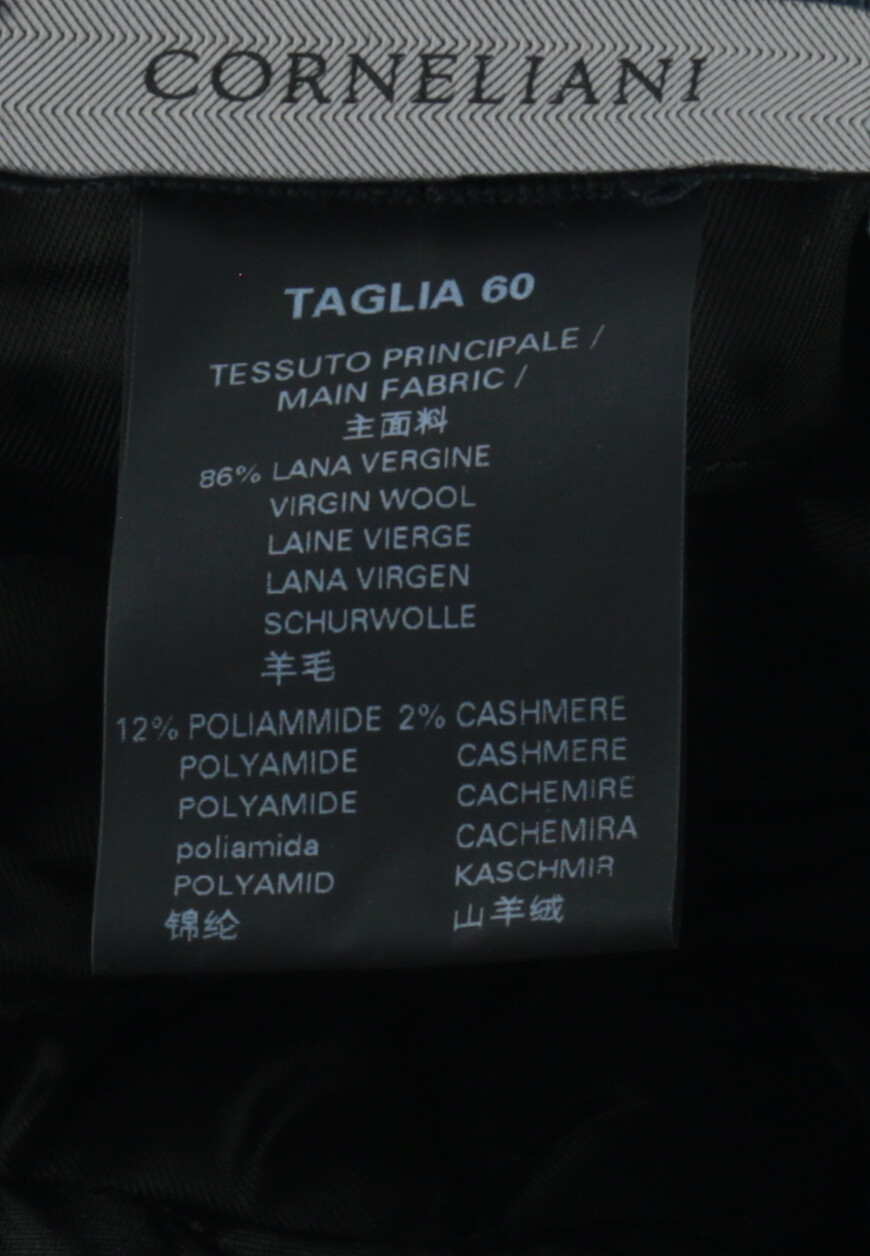 CORNELIANI
TAGLIA 60
TESSUTO PRINCIPALE /
MAIN FABRIC /
主面料
86% LANA VERGINE
VIRGIN WOOL
LAINE VIERGE
LANA VIRGEN
SCHURWOLLE
羊毛
12% POLIAMMIDE 2% CASHMERE
POLYAMIDE CASHMERE
POLYAMIDE CACHEMIRE
poliamida CACHEMIRA
POLYAMID KASCHMIR
锦纶 山羊绒